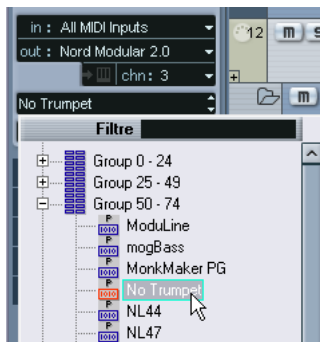 in : All MIDI Inputs
12 m s
out : Nord Modular 2.0
chn: 3
No Trumpet
m
Filtre
Group 0 - 24
Group 25 - 49
Group 50 - 74
P ModuLine
P mogBass
P MonkMaker PG
P No Trumpet
P NL44
P NL47